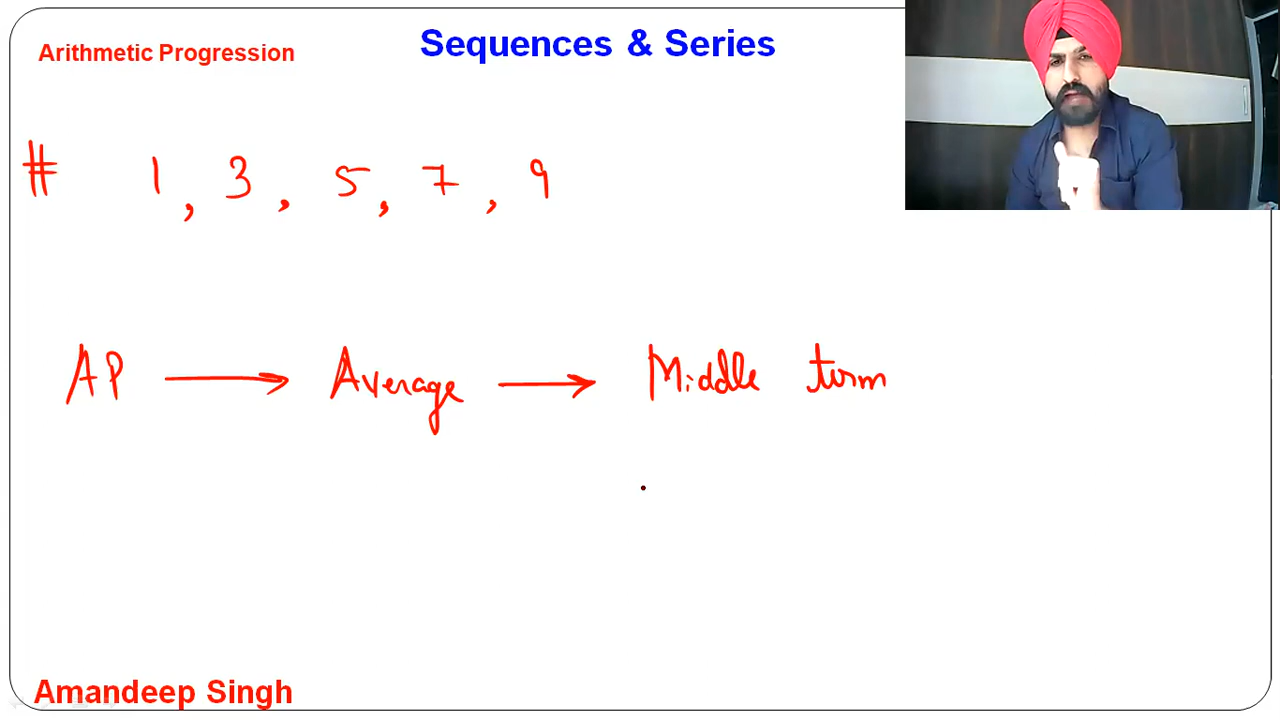 Arithmetic Progression
Sequences & Series
# 1, 3, 5, 7, 9
AP → Average → Middle term
Amandeep Singh